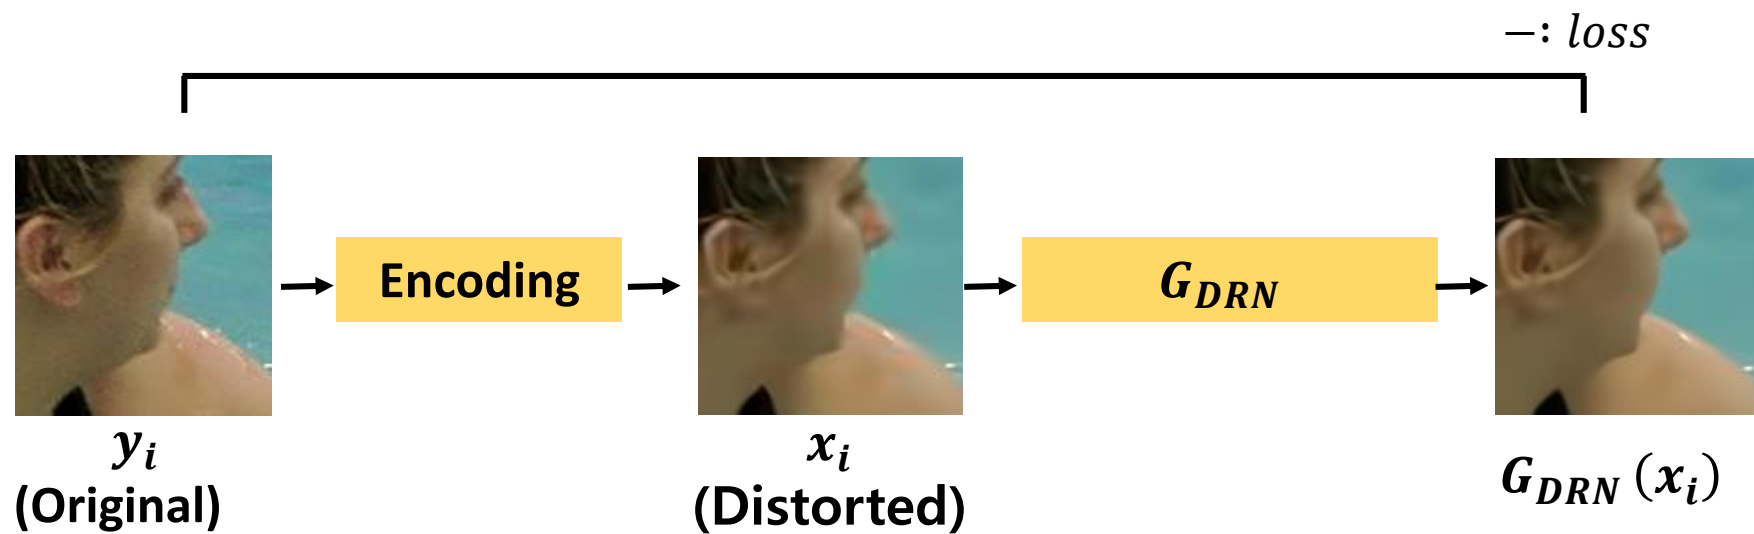 —: loss
Encoding
G_DRN
y_i
(Original)
x_i
(Distorted)
G_DRN (x_i)